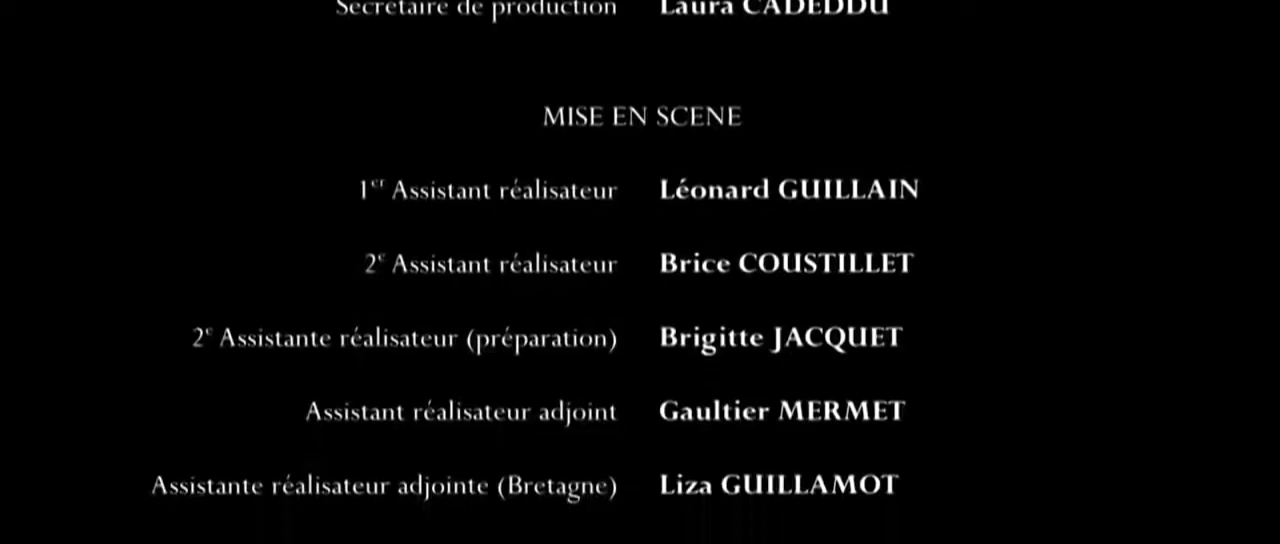 Secrétaire de production Laura CADEDDU
MISE EN SCENE
1er Assistant réalisateur Léonard GUILLAIN
2e Assistant réalisateur Brice COUSTILLET
2e Assistante réalisateur (préparation) Brigitte JACQUET
Assistant réalisateur adjoint Gaultier MERMET
Assistante réalisateur adjointe (Bretagne) Liza GUILLAMOT